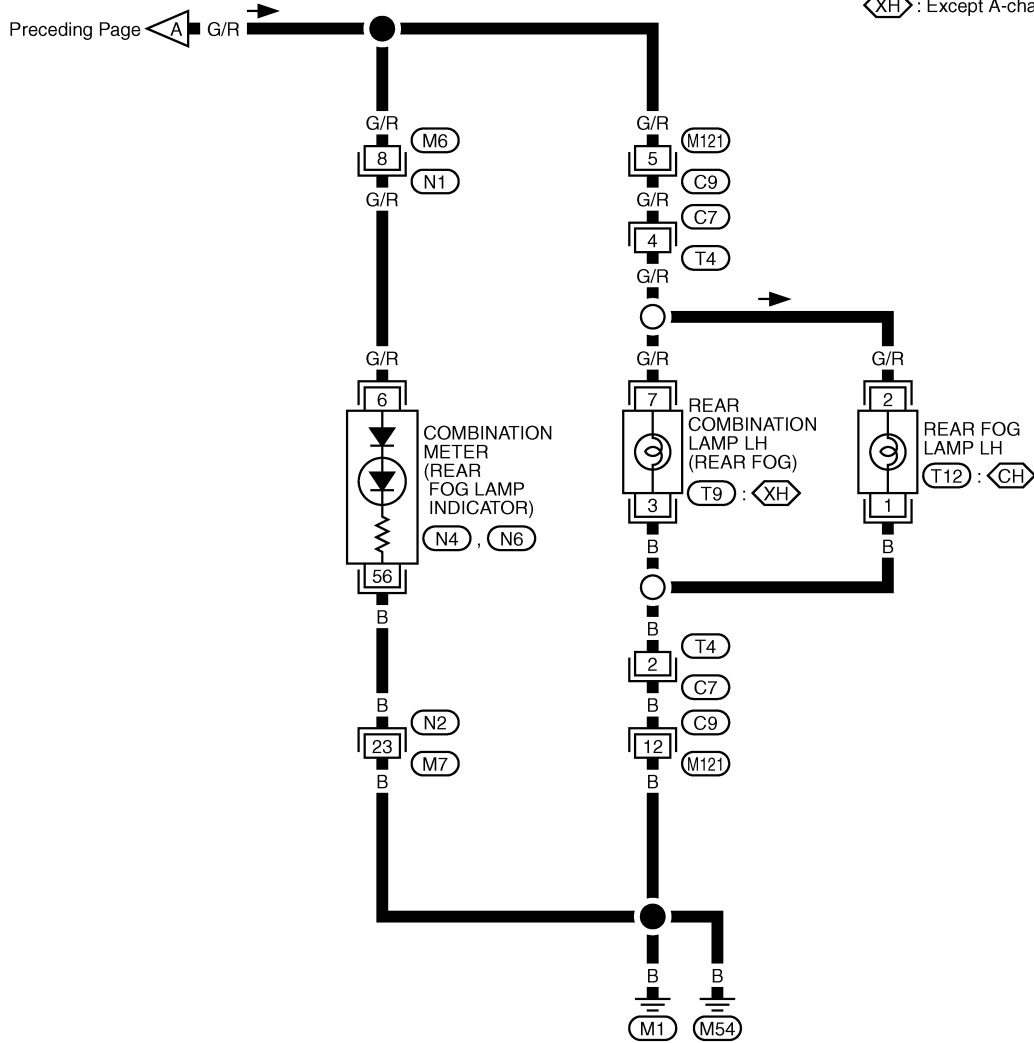 XH : Except A-cha
Preceding Page A G/R
G/R G/R
M6 M121
8 5
N1 C9
G/R G/R
C7
4
T4
G/R
G/R G/R G/R
6 7 2
COMBINATION
METER
(REAR
FOG LAMP
INDICATOR)
N4 , N6
REAR
COMBINATION
LAMP LH
(REAR FOG)
T9 : XH
REAR FOG
LAMP LH
T12 : CH
3 1
B B
56
B B
T4
2
C7
B B
N2 C9
23 12
M7 M121
B B
B B
M1 M54